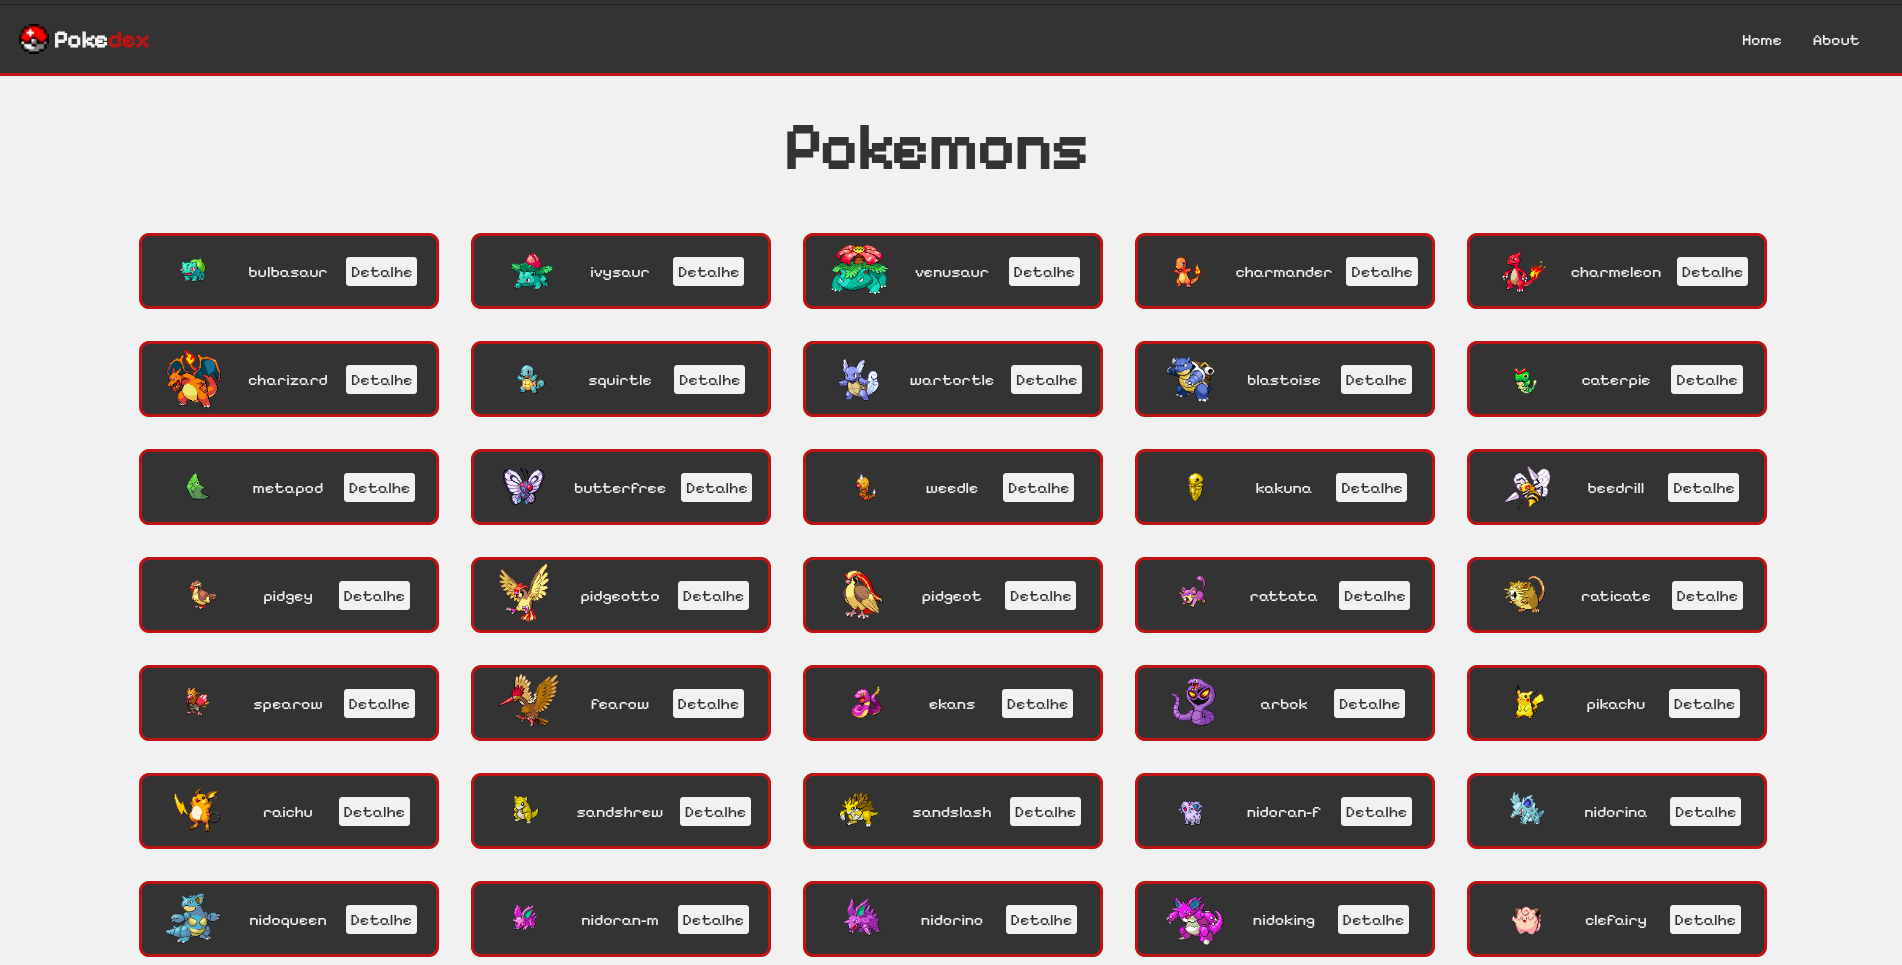 Pokedex Home About
Pokemons
bulbasaur Detalhe ivysaur Detalhe venusaur Detalhe charmander Detalhe charmeleon Detalhe
charizard Detalhe squirtle Detalhe wartortle Detalhe blastoise Detalhe caterpie Detalhe
metapod Detalhe butterfree Detalhe weedle Detalhe kakuna Detalhe beedrill Detalhe
pidgey Detalhe pidgeotto Detalhe pidgeot Detalhe rattata Detalhe raticate Detalhe
spearow Detalhe fearow Detalhe ekans Detalhe arbok Detalhe pikachu Detalhe
raichu Detalhe sandshrew Detalhe sandslash Detalhe nidoran-f Detalhe nidorina Detalhe
nidoqueen Detalhe nidoran-m Detalhe nidorino Detalhe nidoking Detalhe clefairy Detalhe